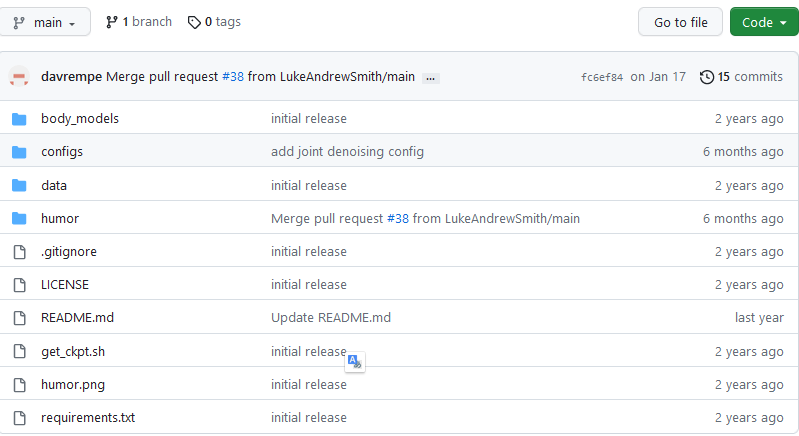 main 1 branch 0 tags Go to file Code
davrempe Merge pull request #38 from LukeAndrewSmith/main ... fc6ef84 on Jan 17 15 commits
body_models initial release 2 years ago
configs add joint denoising config 6 months ago
data initial release 2 years ago
humor Merge pull request #38 from LukeAndrewSmith/main 6 months ago
.gitignore initial release 2 years ago
LICENSE initial release 2 years ago
README.md Update README.md last year
get_ckpt.sh initial release 2 years ago
humor.png initial release 2 years ago
requirements.txt initial release 2 years ago